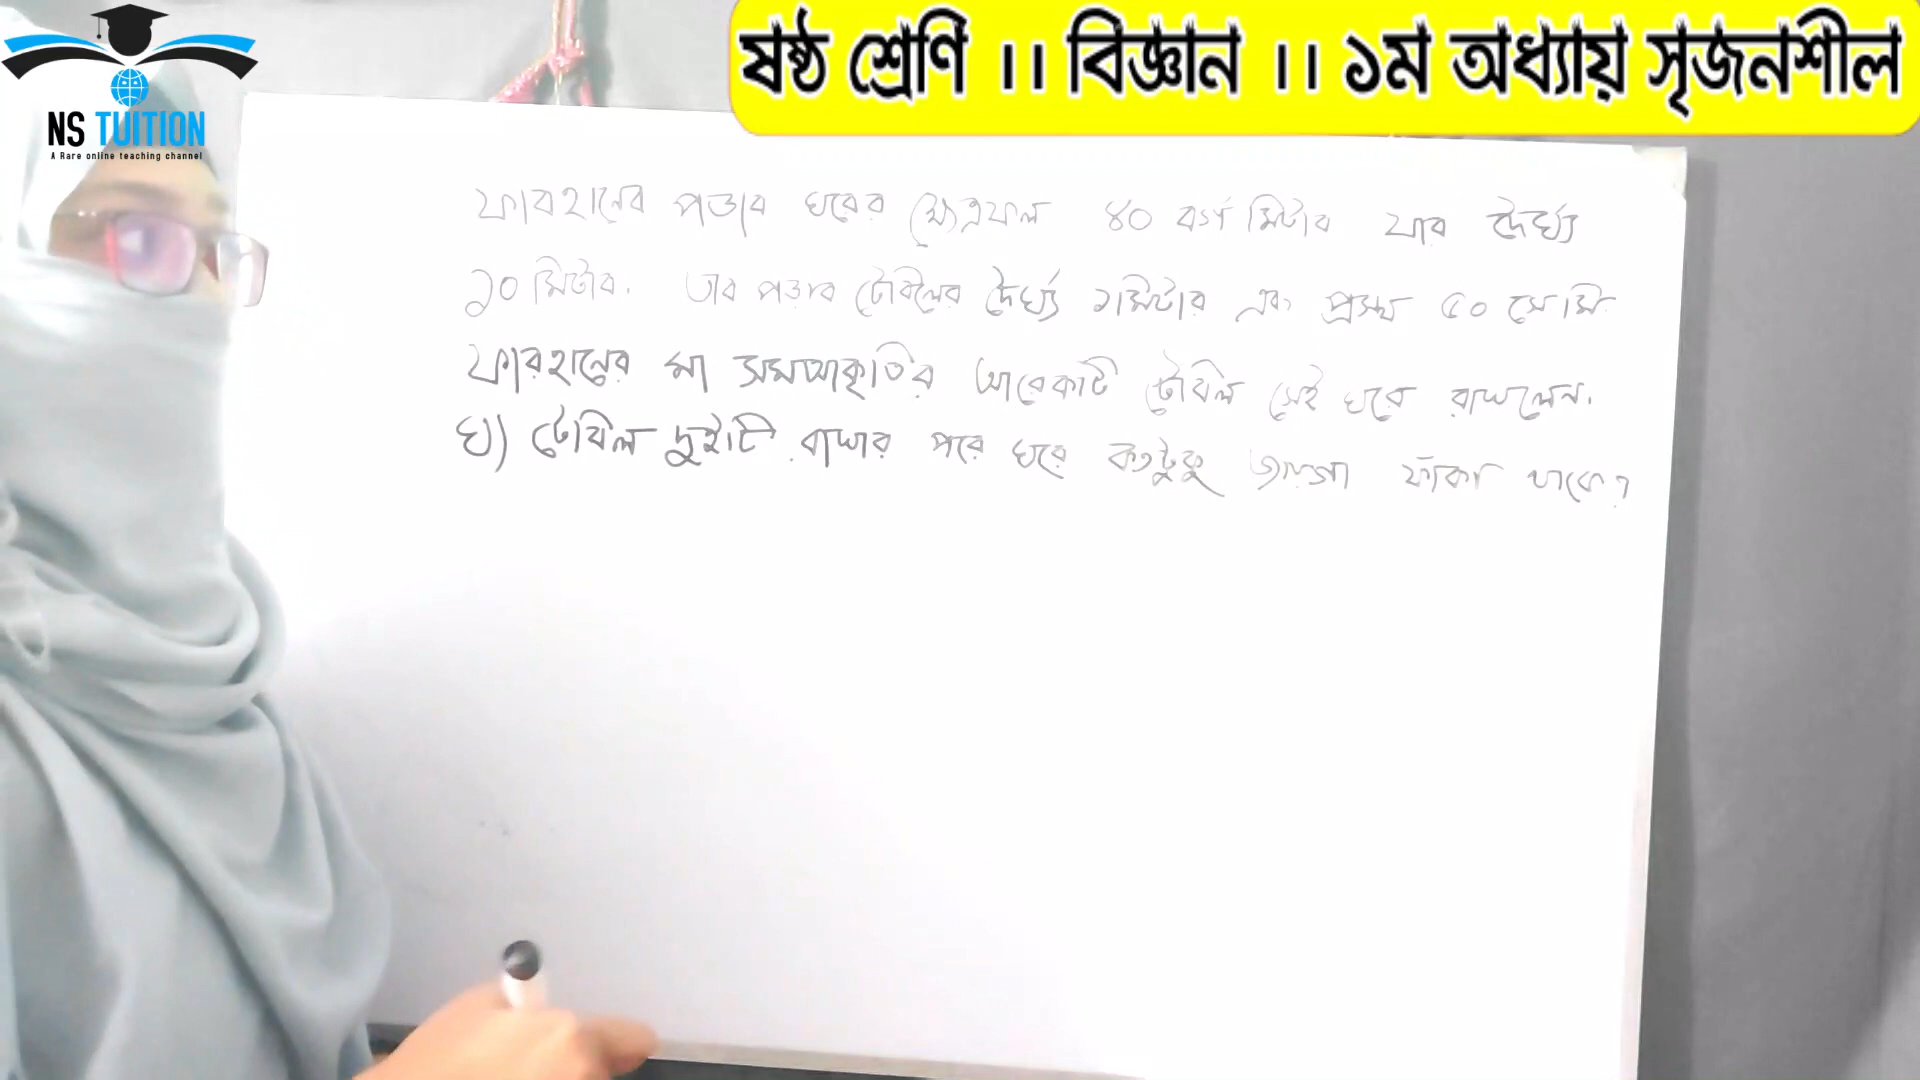 ষষ্ঠ শ্রেণি ।। বিজ্ঞান ।। ১ম অধ্যায় সৃজনশীল
NS TUITION
A Rare online teaching channel
ফারহানের পড়ার ঘরের ক্ষেত্রফল ৪০ বর্গ মিটার যার দৈর্ঘ্য
১০ মিটার। তার পড়ার টেবিলের দৈর্ঘ্য ১মিটার এবং প্রস্থ ৫০ সে।মি
ফারহানের মা সমআকৃতির আরেকটি টেবিল সেই ঘরে রাখলেন।
ঘ) টেবিল দুইটি রাখার পরে ঘরে কতটুকু জায়গা ফাঁকা থাকে?